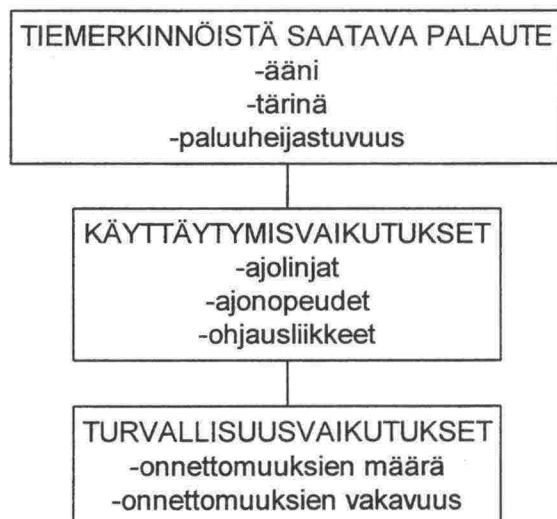 TIEMERKINNÖISTÄ SAATAVA PALAUTE
-ääni
-tärinä
-paluuheijastuvuus
KÄYTTÄYTYMISVAIKUTUKSET
-ajolinjat
-ajonopeudet
-ohjausliikkeet
TURVALLISUUSVAIKUTUKSET
-onnettomuuksien määrä
-onnettomuuksien vakavuus